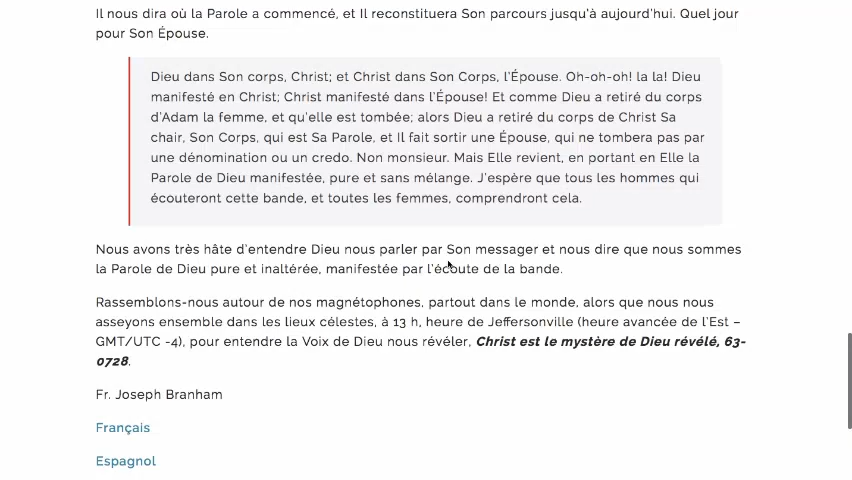 Il nous dira où la Parole a commencé, et Il reconstituera Son parcours jusqu'à aujourd'hui. Quel jour
pour Son Épouse.
Dieu dans Son corps, Christ; et Christ dans Son Corps, l'Épouse. Oh-oh-oh! la la! Dieu
manifesté en Christ; Christ manifesté dans l'Épouse! Et comme Dieu a retiré du corps
d'Adam la femme, et qu'elle est tombée; alors Dieu a retiré du corps de Christ Sa
chair, Son Corps, qui est Sa Parole, et Il fait sortir une Épouse, qui ne tombera pas par
une dénomination ou un credo. Non monsieur. Mais Elle revient, en portant en Elle la
Parole de Dieu manifestée, pure et sans mélange. J'espère que tous les hommes qui
écouteront cette bande, et toutes les femmes, comprendront cela.
Nous avons très hâte d'entendre Dieu nous parler par Son messager et nous dire que nous sommes
la Parole de Dieu pure et inaltérée, manifestée par l'écoute de la bande.
Rassemblons-nous autour de nos magnétophones, partout dans le monde, alors que nous nous
asseyons ensemble dans les lieux célestes, à 13 h, heure de Jeffersonville (heure avancée de l'Est –
GMT/UTC -4), pour entendre la Voix de Dieu nous révéler, Christ est le mystère de Dieu révélé, 63-
0728.
Fr. Joseph Branham
Français
Espagnol